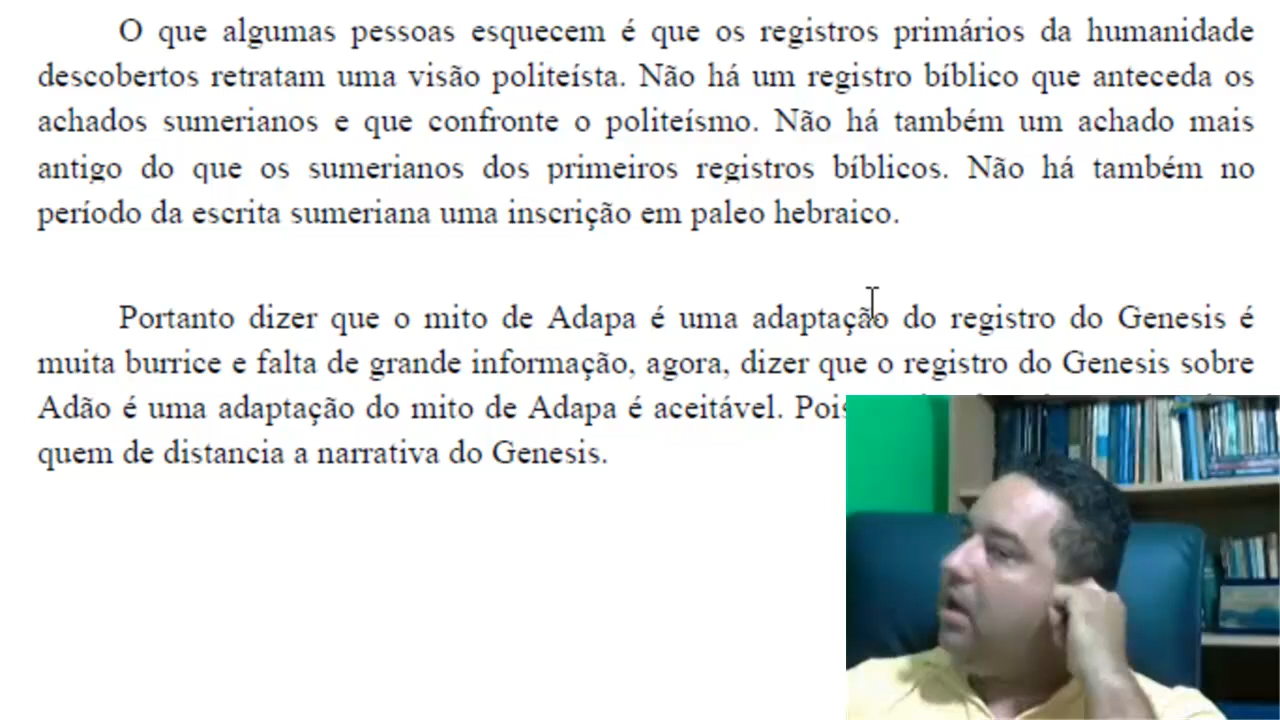 O que algumas pessoas esquecem é que os registros primários da humanidade
descobertos retratam uma visão politeísta. Não há um registro bíblico que anteceda os
achados sumerianos e que confronte o politeísmo. Não há também um achado mais
antigo do que os sumerianos dos primeiros registros bíblicos. Não há também no
período da escrita sumeriana uma inscrição em paleo hebraico.
Portanto dizer que o mito de Adapa é uma adaptação do registro do Genesis é
muita burrice e falta de grande informação, agora, dizer que o registro do Genesis sobre
Adão é uma adaptação do mito de Adapa é aceitável. Pois
quem de distancia a narrativa do Genesis.